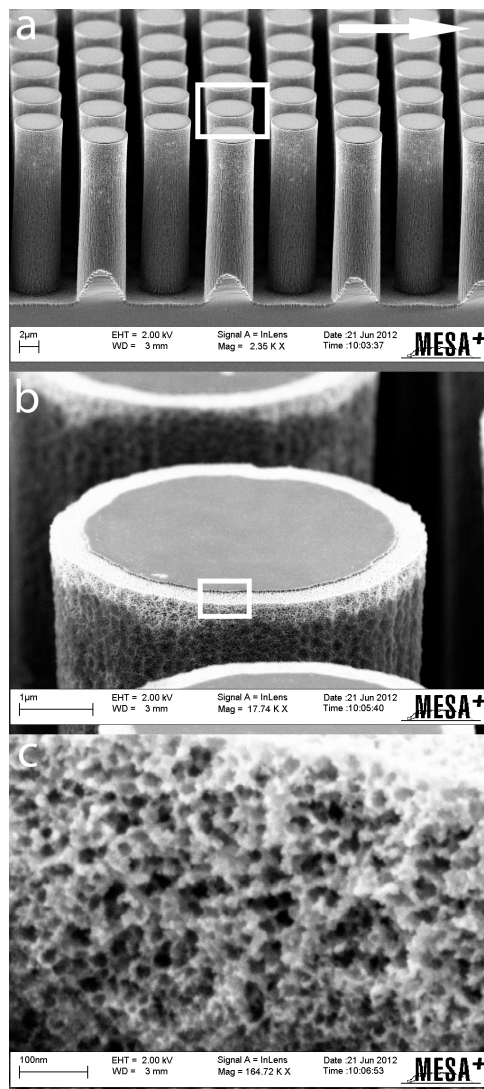 a
2µm EHT = 2.00 kV Signal A = InLens Date :21 Jun 2012 MESA+
WD = 3 mm Mag = 2.35 K X Time :10:03:37
b
1µm EHT = 2.00 kV Signal A = InLens Date :21 Jun 2012 MESA+
WD = 3 mm Mag = 17.74 K X Time :10:05:40
c
100nm EHT = 2.00 kV Signal A = InLens Date :21 Jun 2012 MESA+
WD = 3 mm Mag = 164.72 K X Time :10:06:53